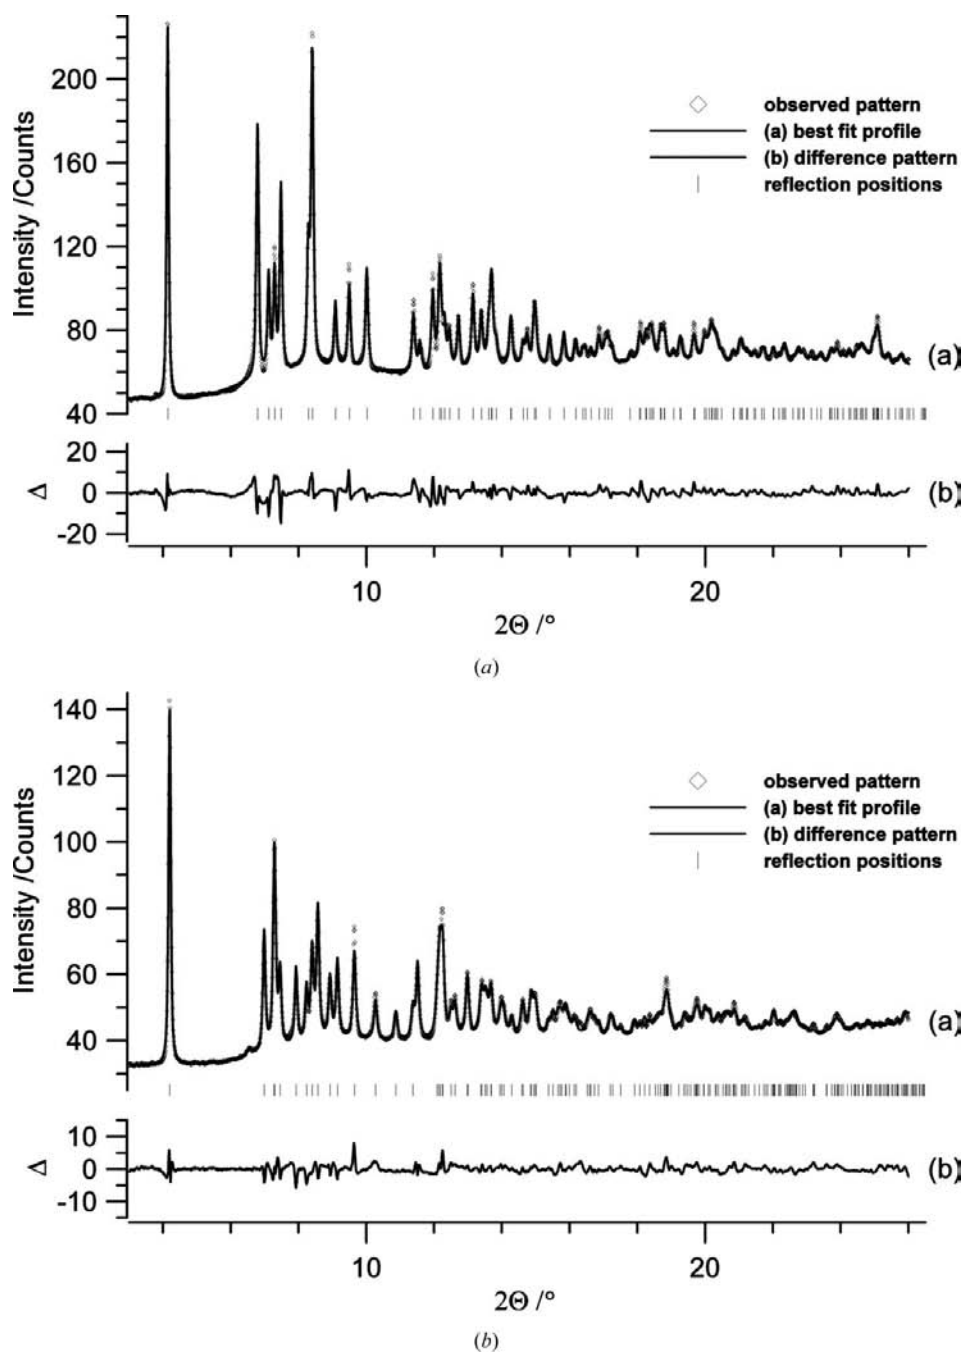 200
160
120
80
40
Intensity /Counts
observed pattern
(a) best fit profile
(b) difference pattern
reflection positions
(a)
20
0
-20
Δ
(b)
10 20
2Θ /°
(a)
140
120
100
80
60
40
Intensity /Counts
observed pattern
(a) best fit profile
(b) difference pattern
reflection positions
(a)
10
0
-10
Δ
(b)
10 20
2Θ /°
(b)